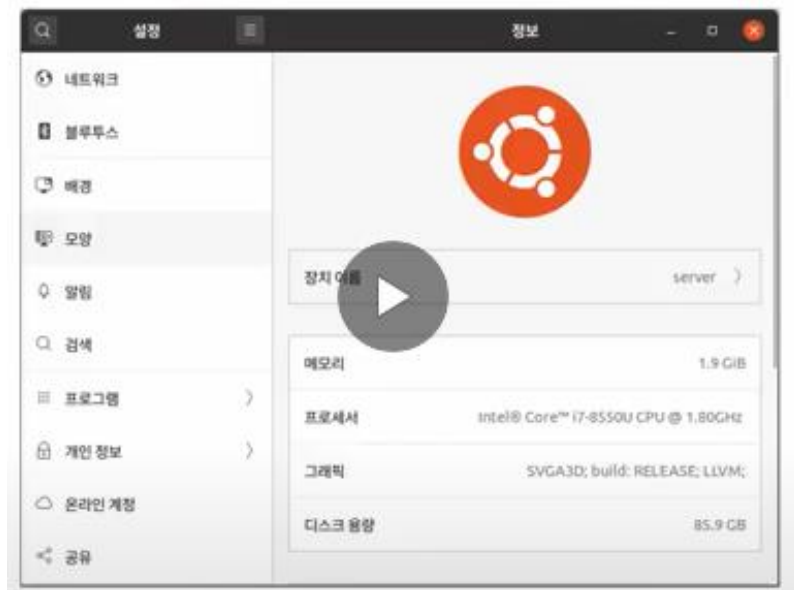 설정
정보
네트워크
블루투스
배경
모양
알림
검색
프로그램
개인 정보
온라인 계정
공유
장치 이름 server
메모리 1.9 GiB
프로세서 Intel® Core™ i7-8550U CPU @ 1.80GHz
그래픽 SVGA3D; build: RELEASE; LLVM;
디스크 용량 85.9 GB